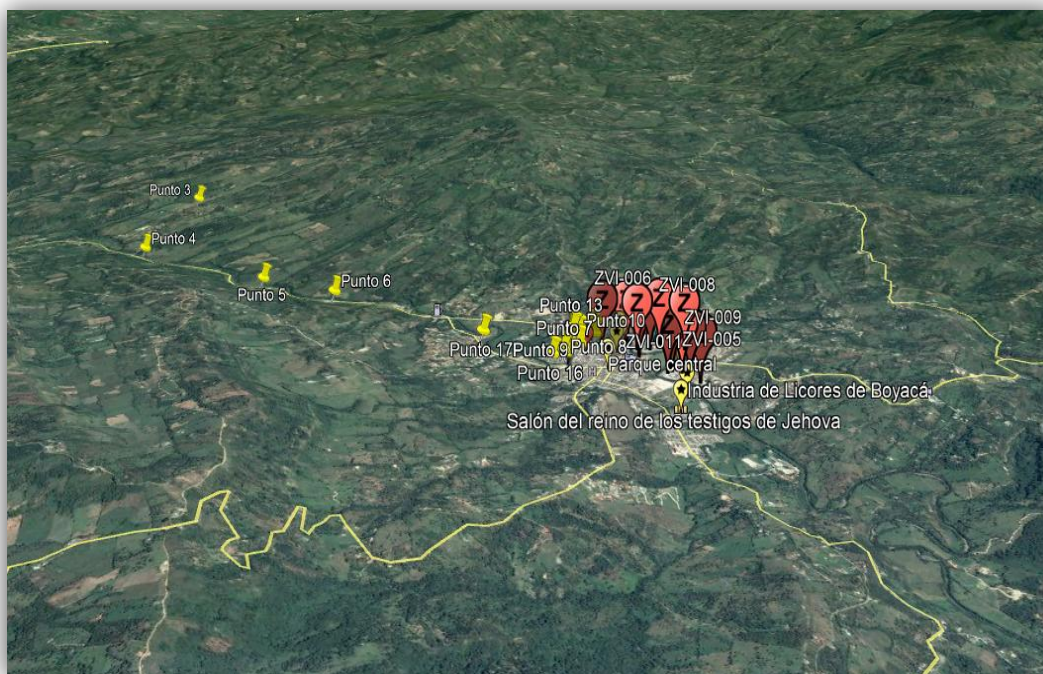 Punto 3
Punto 4
Punto 5
Punto 6
ZVI-006
ZVI-008
Punto 13
Punto 7
Punto10
ZVI-009
Punto 17
Punto 9
Punto 8
ZVI-011
ZVI-005
Punto 16
Parque central
Industria de Licores de Boyacá
Salón del reino de los testigos de Jehova
Z
Z
Z
Z